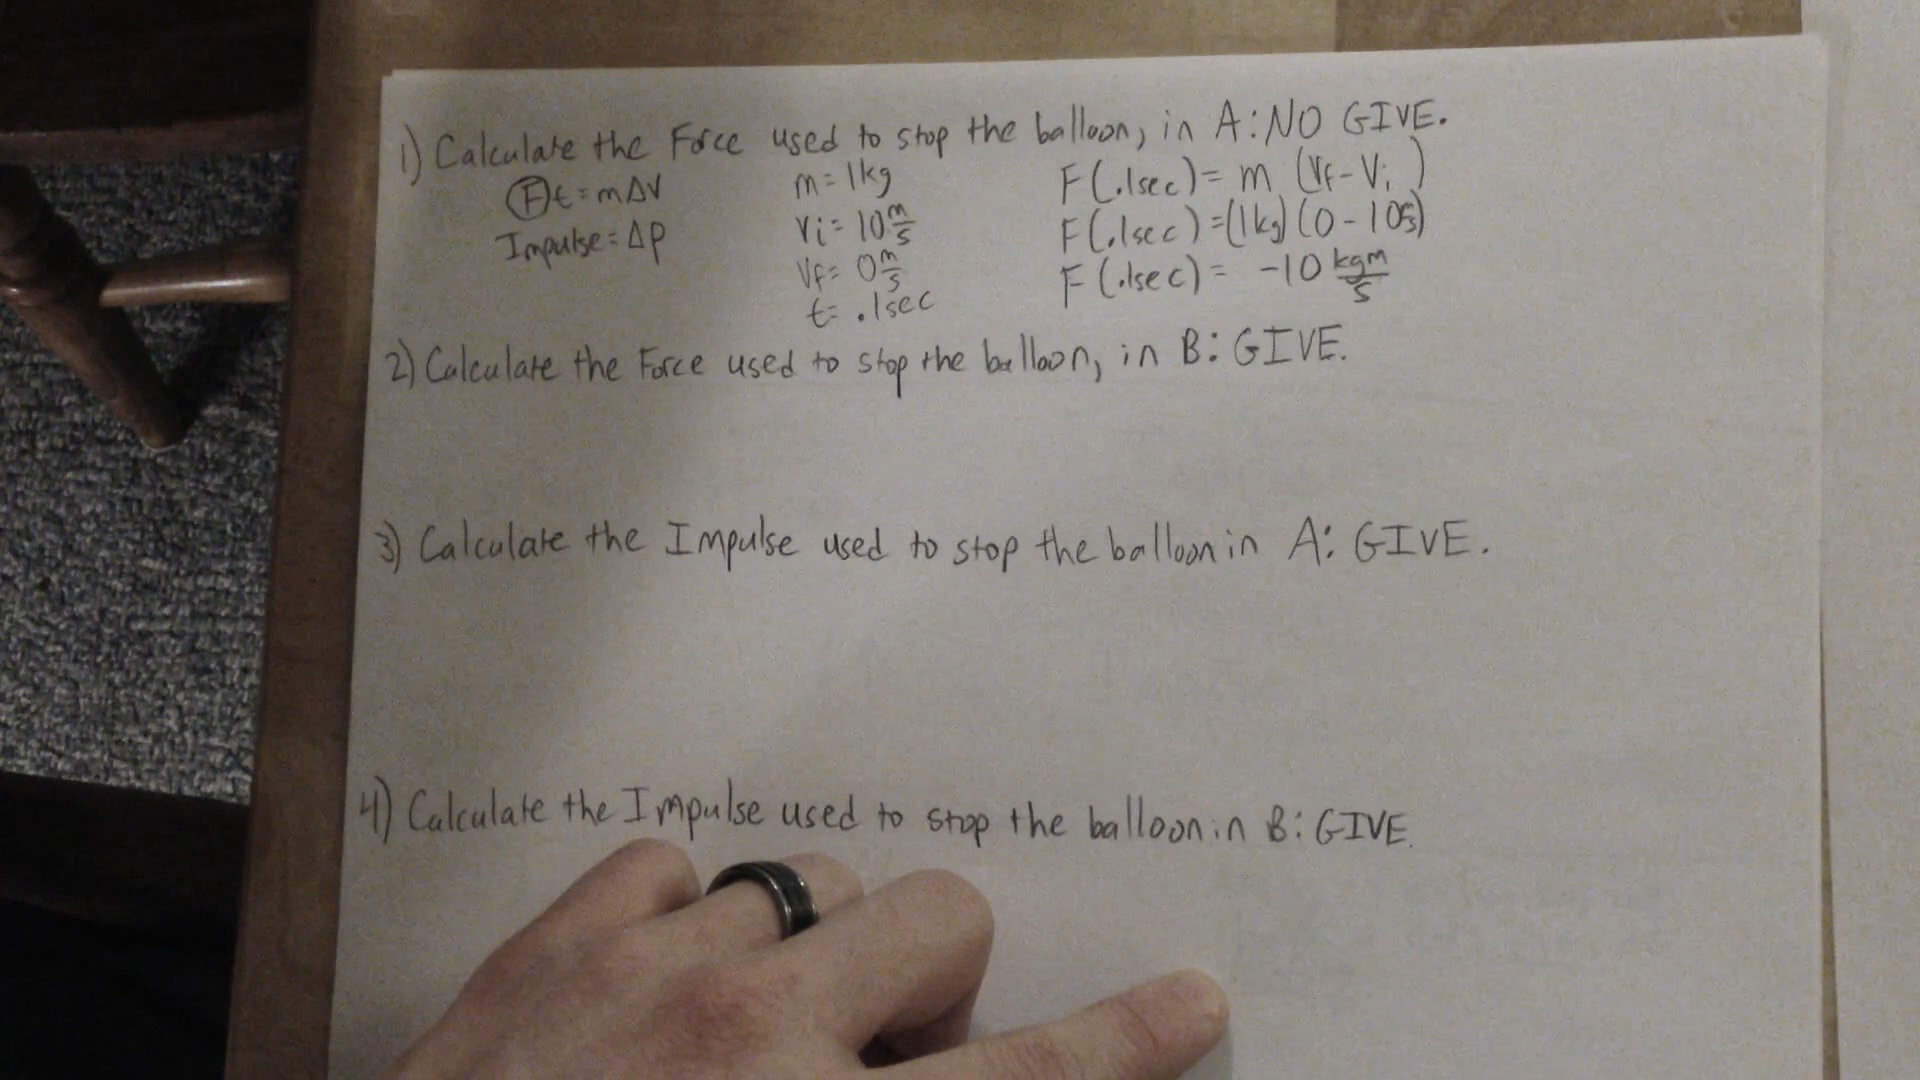 1) Calculate the Force used to stop the balloon, in A: NO GIVE.
Ft = mΔV
Impulse = Δp
m = 1kg
Vi = 10 m/s
Vf = 0 m/s
t = .1sec
F(.1sec) = m (Vf - Vi)
F(.1sec) = (1kg) (0 - 10 s)
F(.1sec) = -10 kgm/s
2) Calculate the Force used to stop the balloon, in B: GIVE.
3) Calculate the Impulse used to stop the balloon in A: GIVE.
4) Calculate the Impulse used to stop the balloon in B: GIVE.